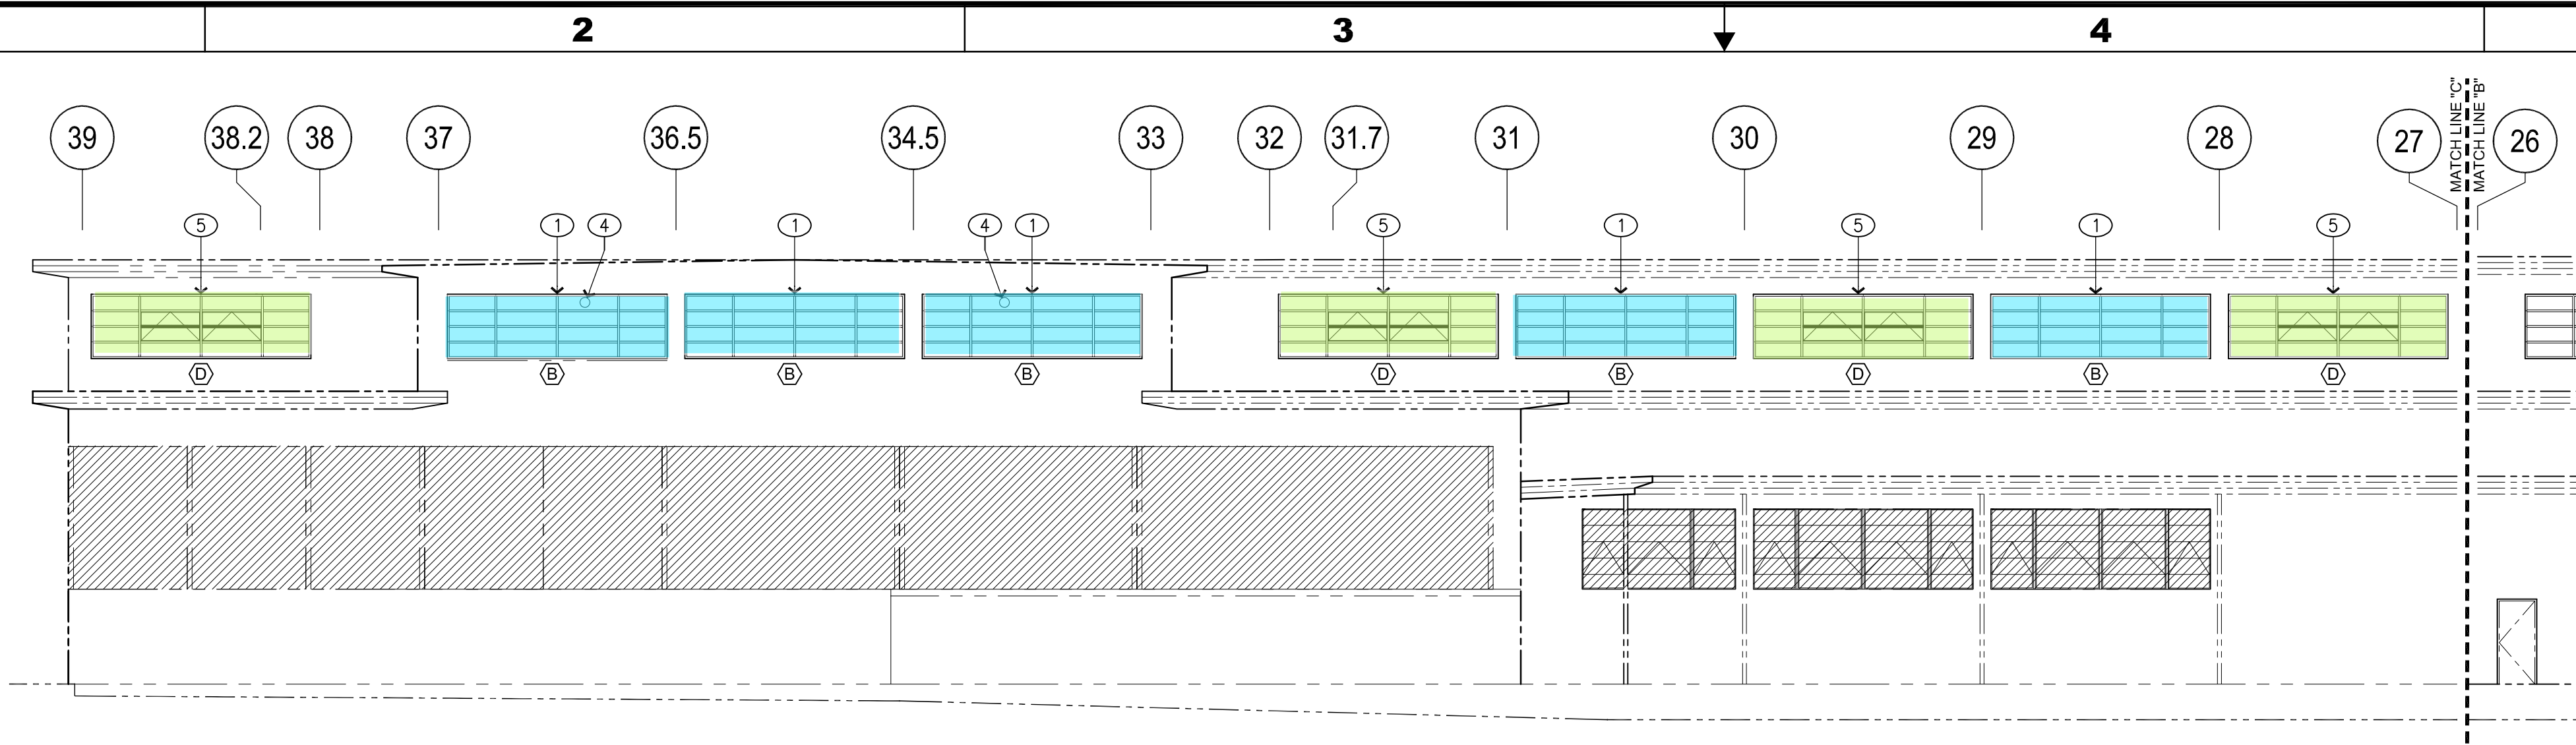 2 3 4
MATCH LINE "C"
MATCH LINE "B"
39 38.2 38 37 36.5 34.5 33 32 31.7 31 30 29 28 27 26
5 1 4 1 4 1 5 1 5 1 5
D B B B D B D B D